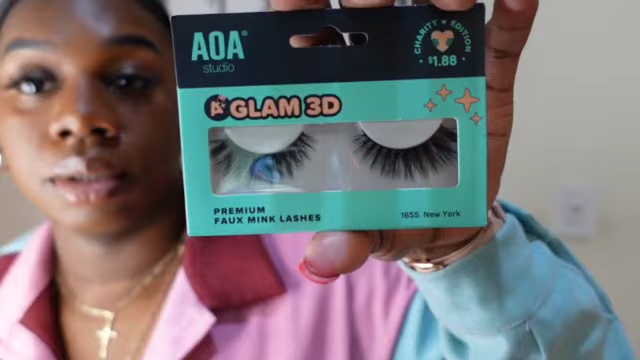 AOA®
studio
CHARITY ♥ EDITION
$1.88
A+ GLAM 3D
PREMIUM
FAUX MINK LASHES
1655 New York